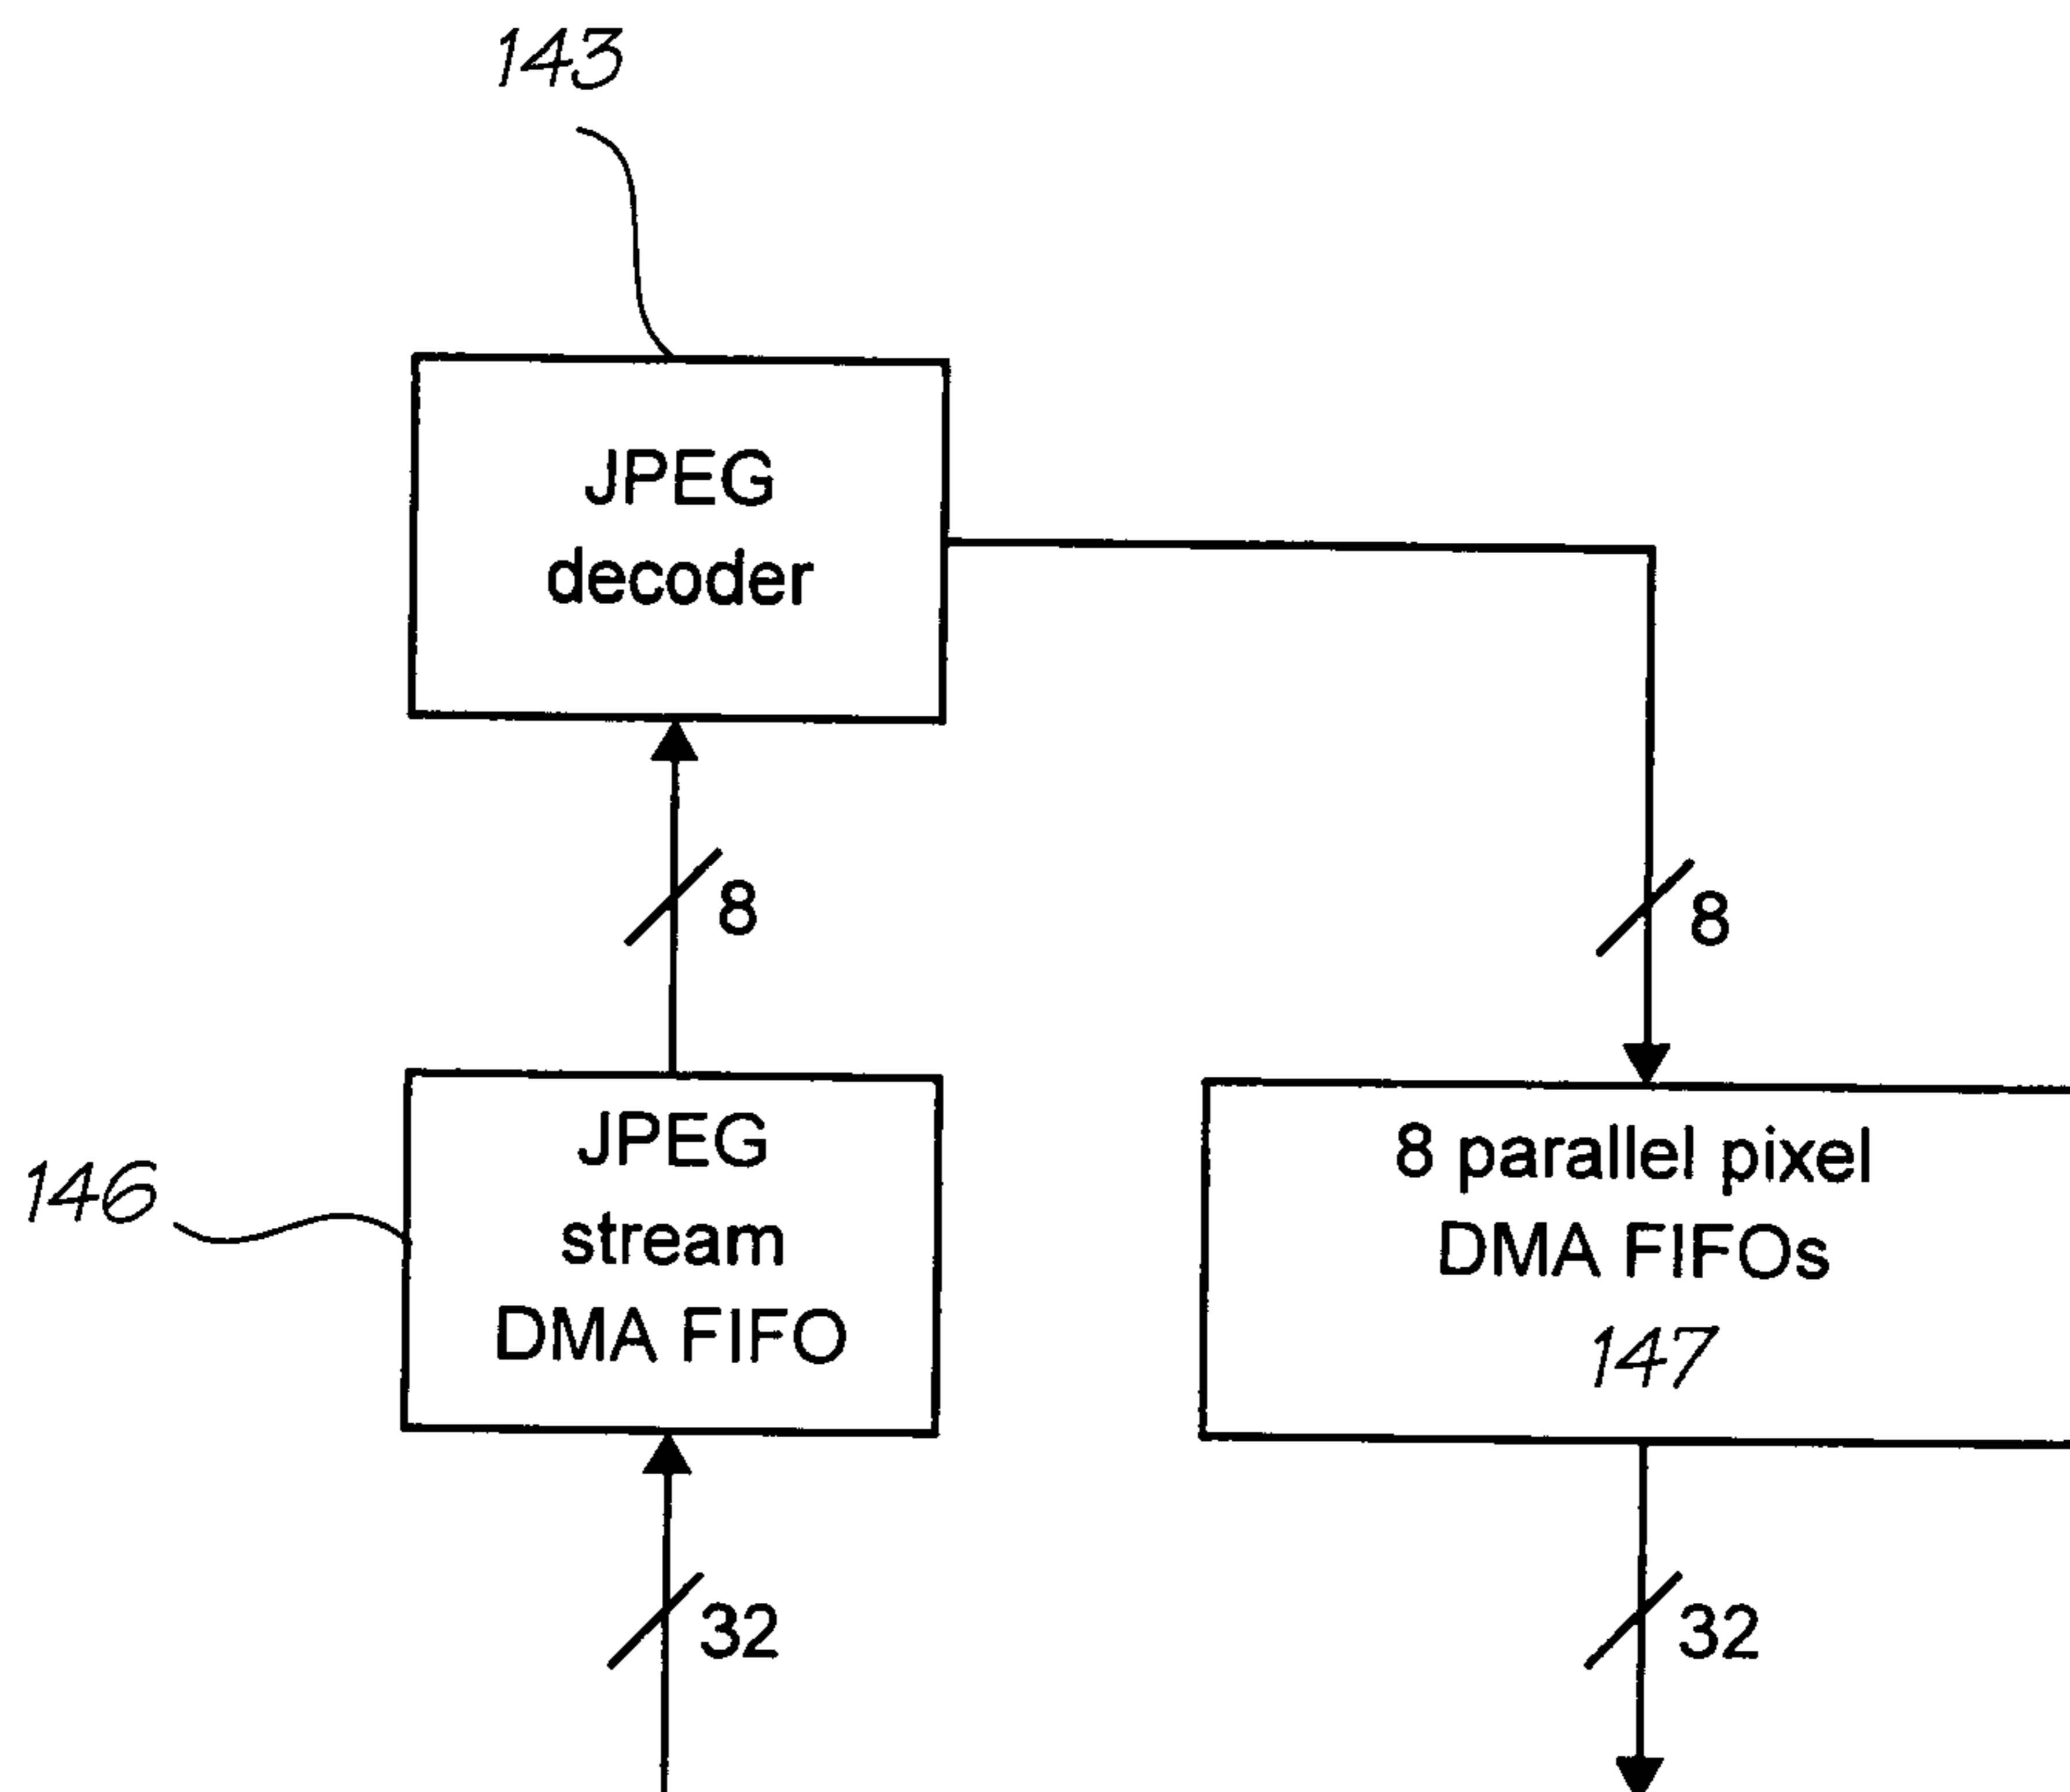 143
JPEG
decoder
8
8
146
JPEG
stream
DMA FIFO
8 parallel pixel
DMA FIFOs
147
32
32